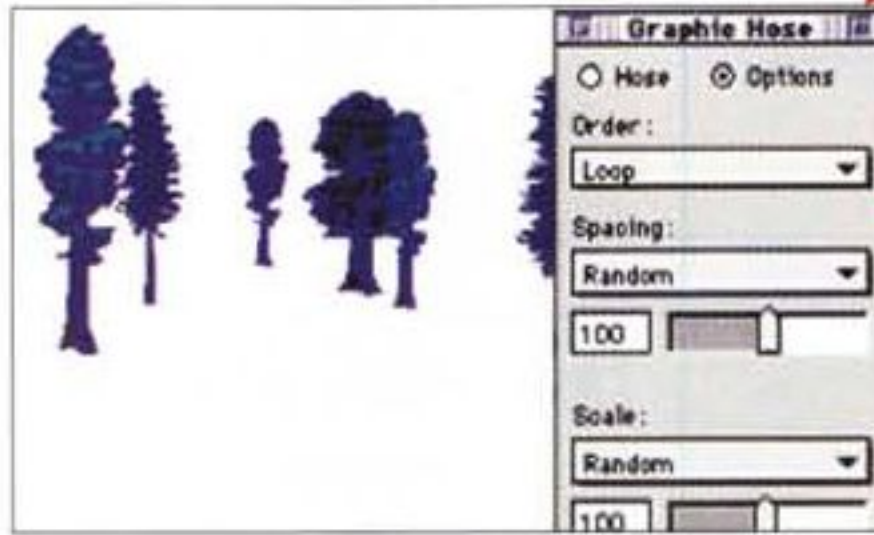 Graphic Hose
Hose Options
Order:
Loop
Spacing:
Random
100
Scale:
Random
100